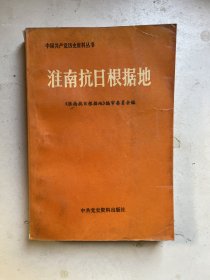 中国共产党历史资料丛书
淮南抗日根据地
《淮南抗日根据地》编审委员会编
中共党史资料出版社